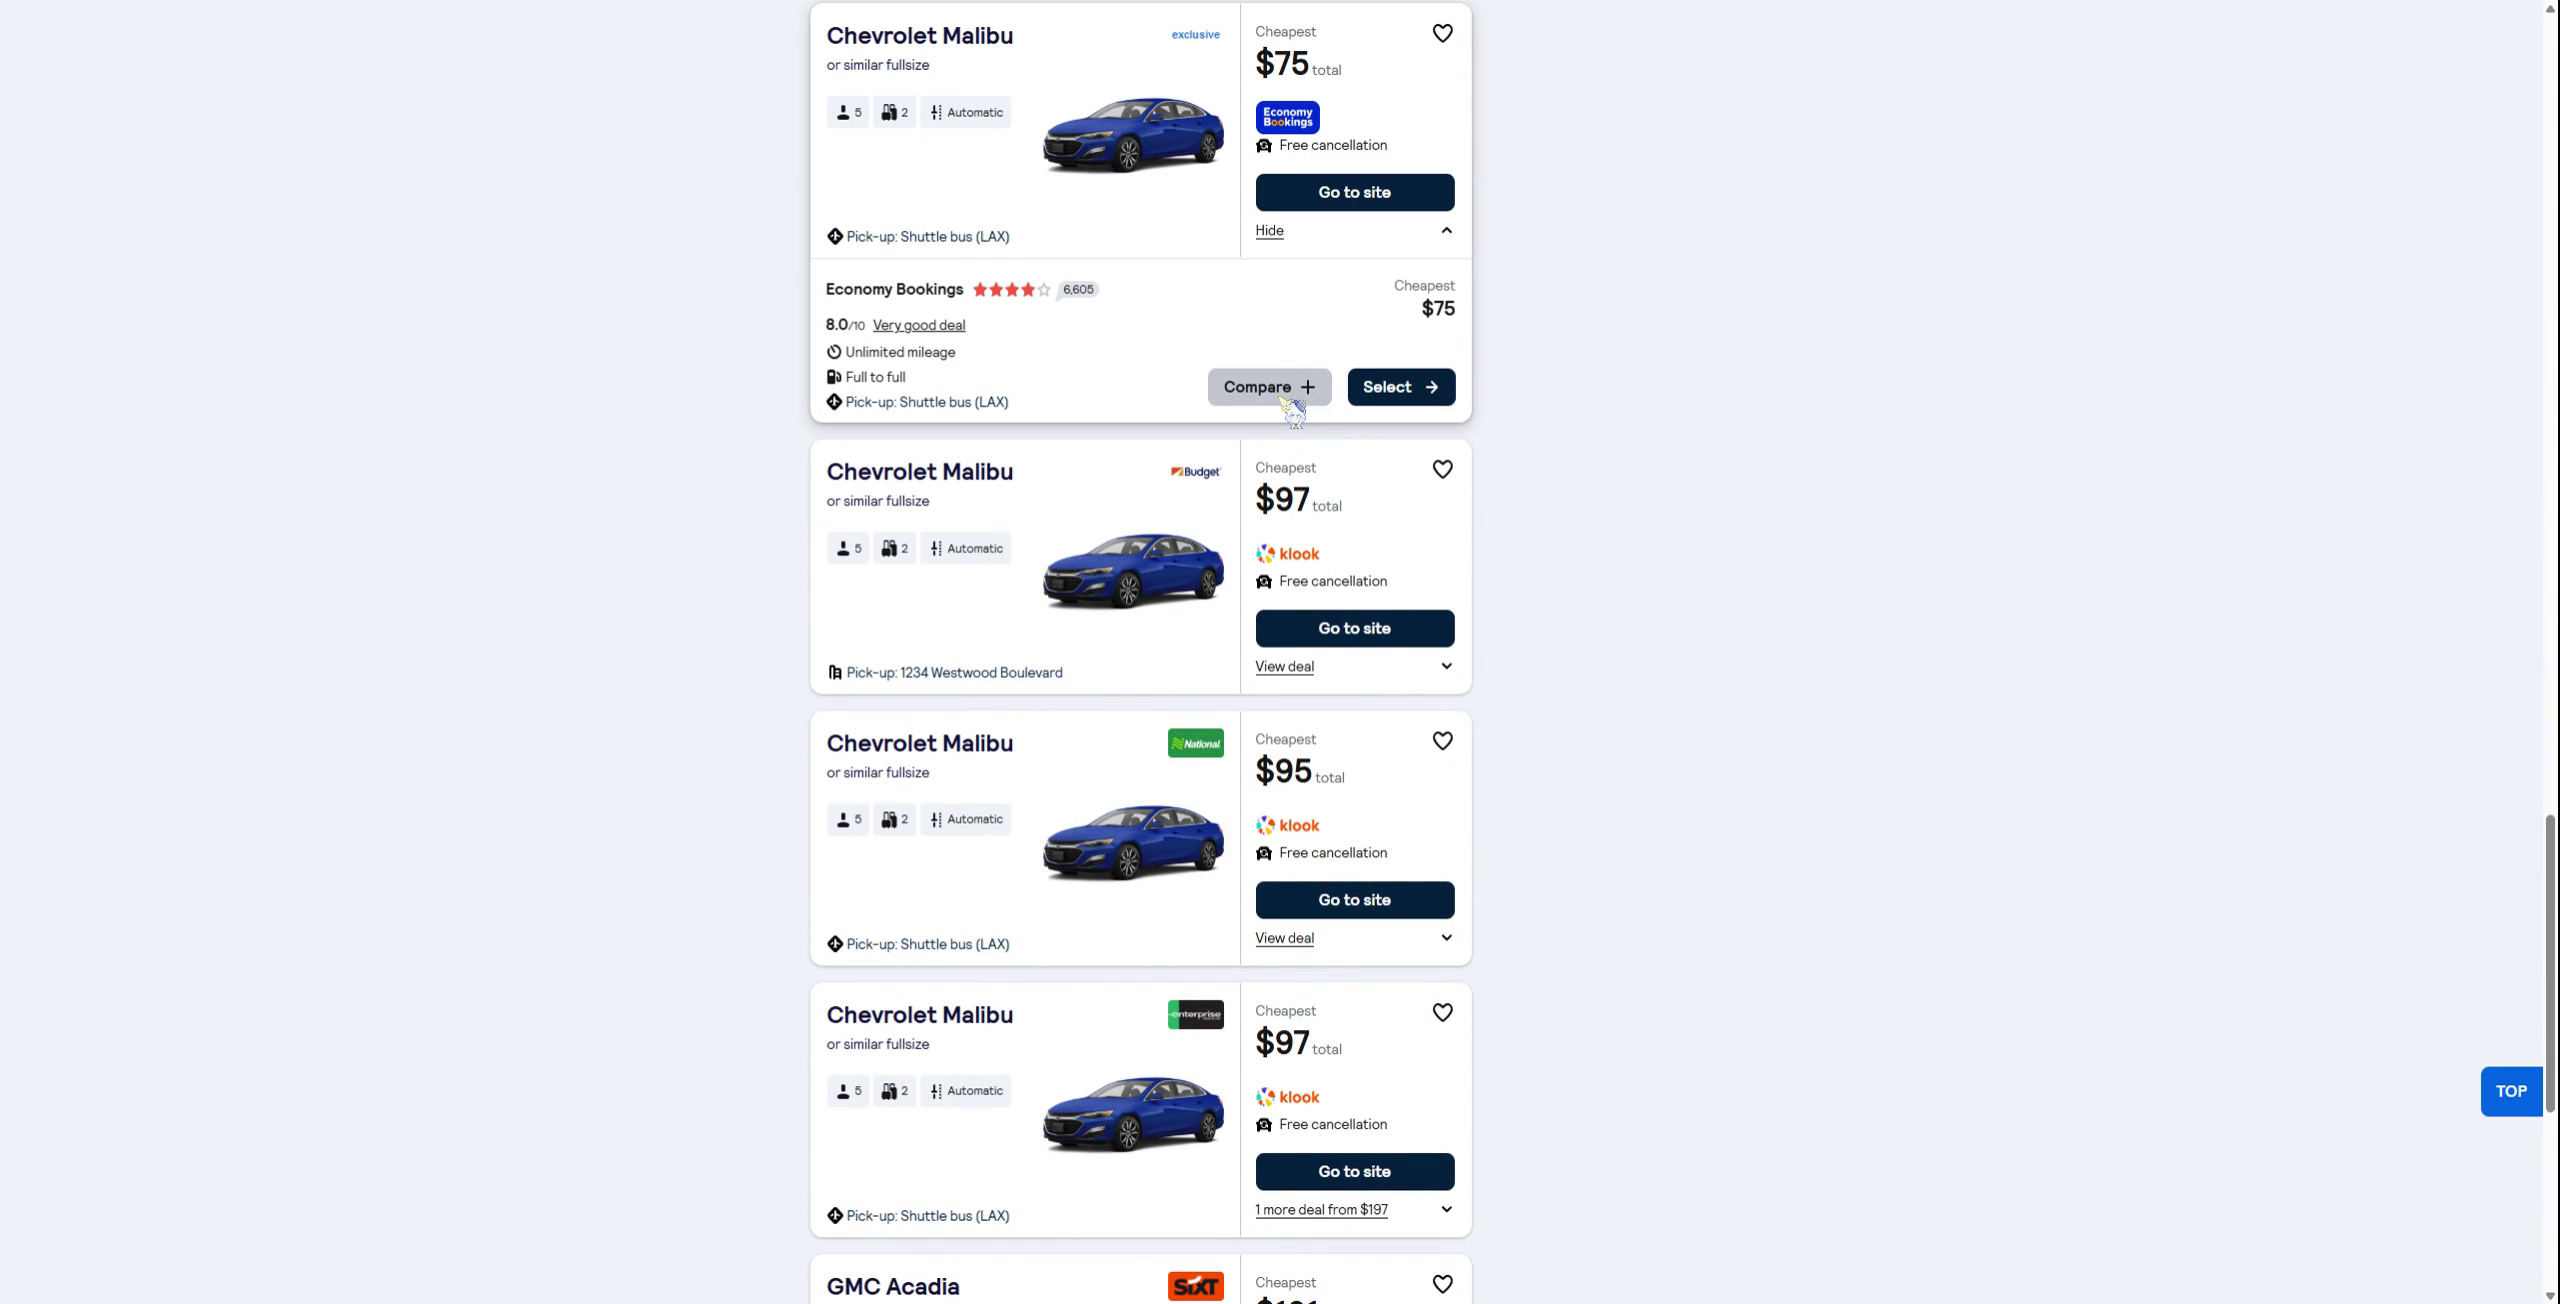 Chevrolet Malibu
exclusive
or similar fullsize
5
2
Automatic
Pick-up: Shuttle bus (LAX)
Cheapest
$75 total
Economy
Bookings
Free cancellation
Go to site
Hide
Economy Bookings
6,605
8.0/10 Very good deal
Unlimited mileage
Full to full
Pick-up: Shuttle bus (LAX)
Cheapest
$75
Compare
Select
Chevrolet Malibu
Budget
or similar fullsize
5
2
Automatic
Pick-up: 1234 Westwood Boulevard
Cheapest
$97 total
klook
Free cancellation
Go to site
View deal
Chevrolet Malibu
National
or similar fullsize
5
2
Automatic
Pick-up: Shuttle bus (LAX)
Cheapest
$95 total
klook
Free cancellation
Go to site
View deal
Chevrolet Malibu
enterprise
or similar fullsize
5
2
Automatic
Pick-up: Shuttle bus (LAX)
Cheapest
$97 total
klook
Free cancellation
Go to site
1 more deal from $197
GMC Acadia
SIXT
Cheapest
TOP